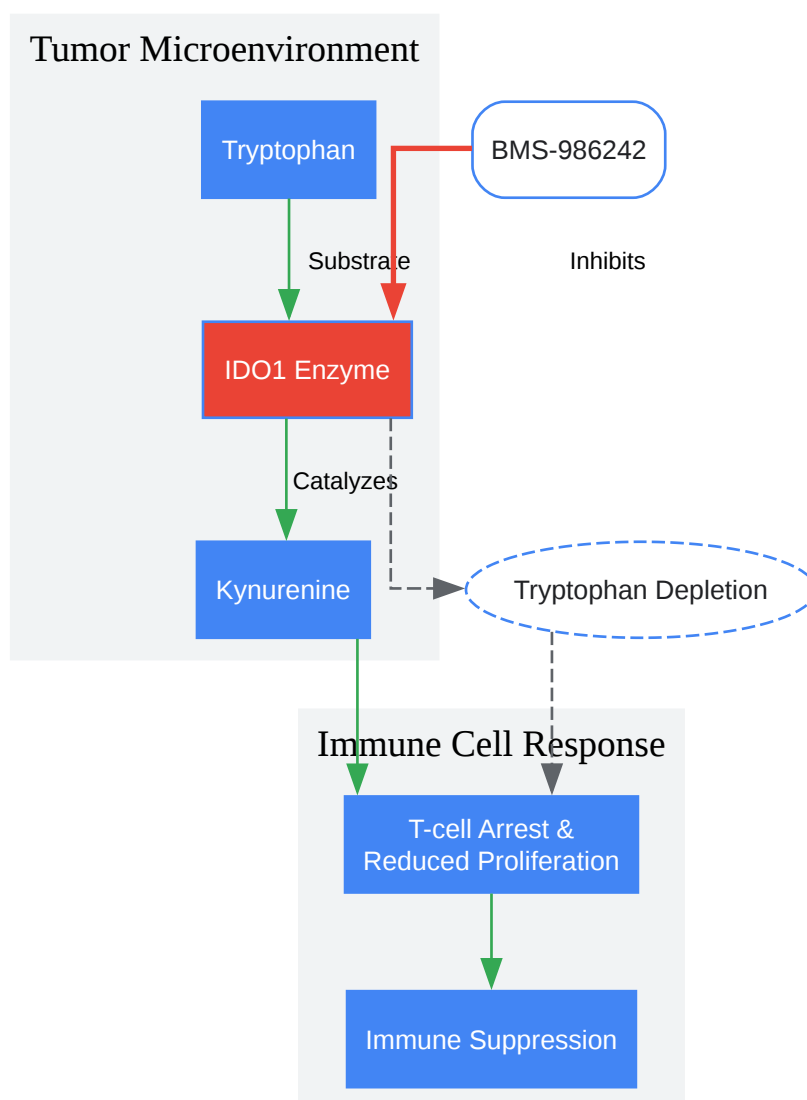 Tumor Microenvironment
Tryptophan
BMS-986242
Substrate
Inhibits
IDO1 Enzyme
Catalyzes
Kynurenine
Tryptophan Depletion
Immune Cell Response
T-cell Arrest &
Reduced Proliferation
Immune Suppression